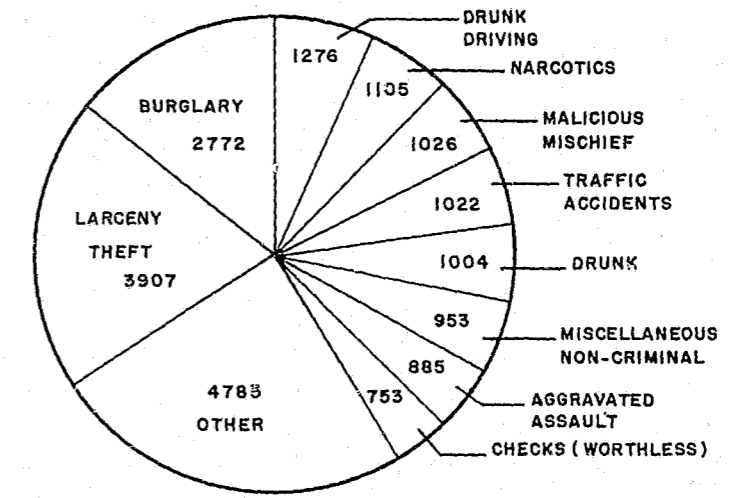 DRUNK
DRIVING
1276
NARCOTICS
1105
MALICIOUS
MISCHIEF
1026
TRAFFIC
ACCIDENTS
1022
DRUNK
1004
MISCELLANEOUS
NON-CRIMINAL
953
AGGRAVATED
ASSAULT
885
CHECKS (WORTHLESS)
753
4783
OTHER
LARCENY
THEFT
3907
BURGLARY
2772